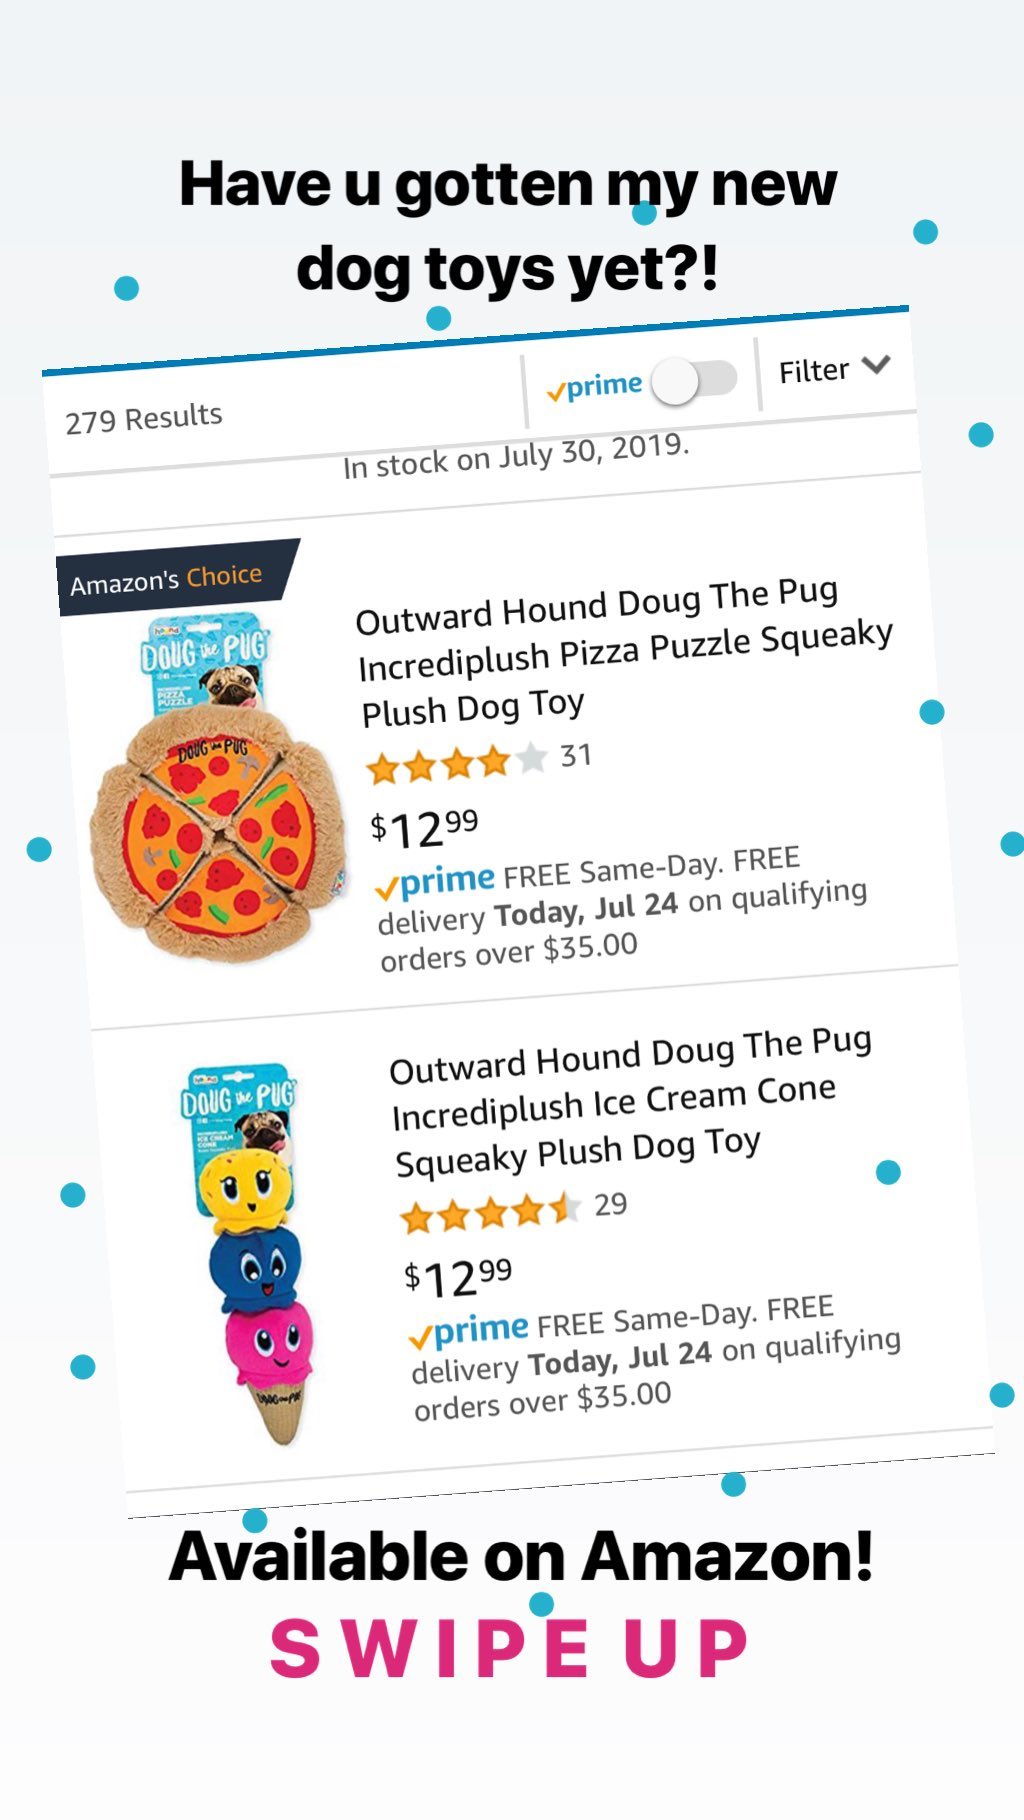 Have u gotten my new
dog toys yet?!
279 Results
prime
Filter
In stock on July 30, 2019.
Amazon's Choice
Outward Hound Doug The Pug
Incrediplush Pizza Puzzle Squeaky
Plush Dog Toy
31
$12.99
prime FREE Same-Day. FREE
delivery Today, Jul 24 on qualifying
orders over $35.00
DOUG the PUG
PIZZA
PUZZLE
DOUG the PUG
Outward Hound Doug The Pug
Incrediplush Ice Cream Cone
Squeaky Plush Dog Toy
29
$12.99
prime FREE Same-Day. FREE
delivery Today, Jul 24 on qualifying
orders over $35.00
DOUG the PUG
ICE CREAM
CONE
Available on Amazon!
SWIPE UP